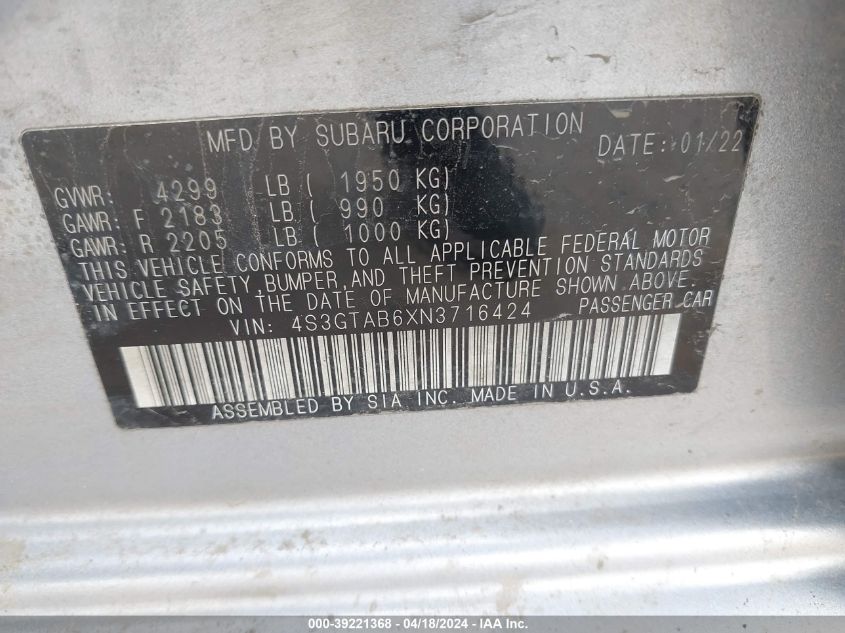 MFD BY SUBARU CORPORATION DATE: 01/22
GVWR: 4299 LB ( 1950 KG)
GAWR: F 2183 LB ( 990 KG)
GAWR: R 2205 LB ( 1000 KG)
THIS VEHICLE CONFORMS TO ALL APPLICABLE FEDERAL MOTOR
VEHICLE SAFETY, BUMPER, AND THEFT PREVENTION STANDARDS
IN EFFECT ON THE DATE OF MANUFACTURE SHOWN ABOVE.
VIN: 4S3GTAB6XN3716424 PASSENGER CAR
ASSEMBLED BY SIA INC. MADE IN U.S.A.
000-39221368 | 04/18/2024 - IAA Inc.